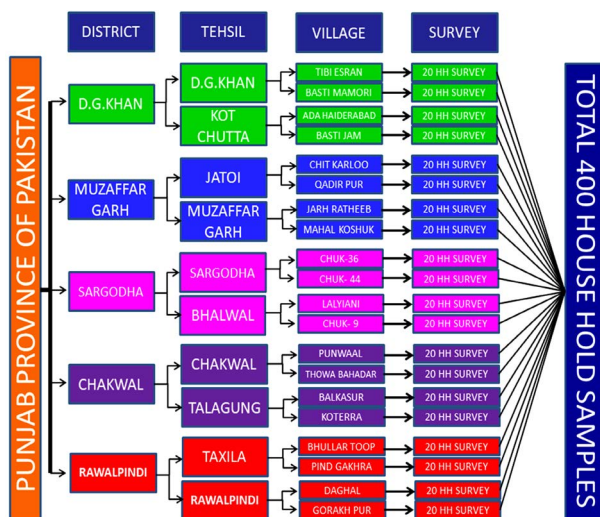 DISTRICT
TEHSIL
VILLAGE
SURVEY
PUNJAB PROVINCE OF PAKISTAN
D.G.KHAN
D.G.KHAN
TIBI ESRAN
20 HH SURVEY
BASTI MAMORI
20 HH SURVEY
KOT
CHUTTA
ADA HAIDERABAD
20 HH SURVEY
BASTI JAM
20 HH SURVEY
MUZAFFAR
GARH
JATOI
CHIT KARLOO
20 HH SURVEY
QADIR PUR
20 HH SURVEY
MUZAFFAR
GARH
JARH RATHEEB
20 HH SURVEY
MAHAL KOSHUK
20 HH SURVEY
SARGODHA
SARGODHA
CHUK-36
20 HH SURVEY
CHUK- 44
20 HH SURVEY
BHALWAL
LALYIANI
20 HH SURVEY
CHUK- 9
20 HH SURVEY
CHAKWAL
CHAKWAL
PUNWAAL
20 HH SURVEY
THOWA BAHADAR
20 HH SURVEY
TALAGUNG
BALKASUR
20 HH SURVEY
KOTERRA
20 HH SURVEY
RAWALPINDI
TAXILA
BHULLAR TOOP
20 HH SURVEY
PIND GAKHRA
20 HH SURVEY
RAWALPINDI
DAGHAL
20 HH SURVEY
GORAKH PUR
20 HH SURVEY
TOTAL 400 HOUSE HOLD SAMPLES